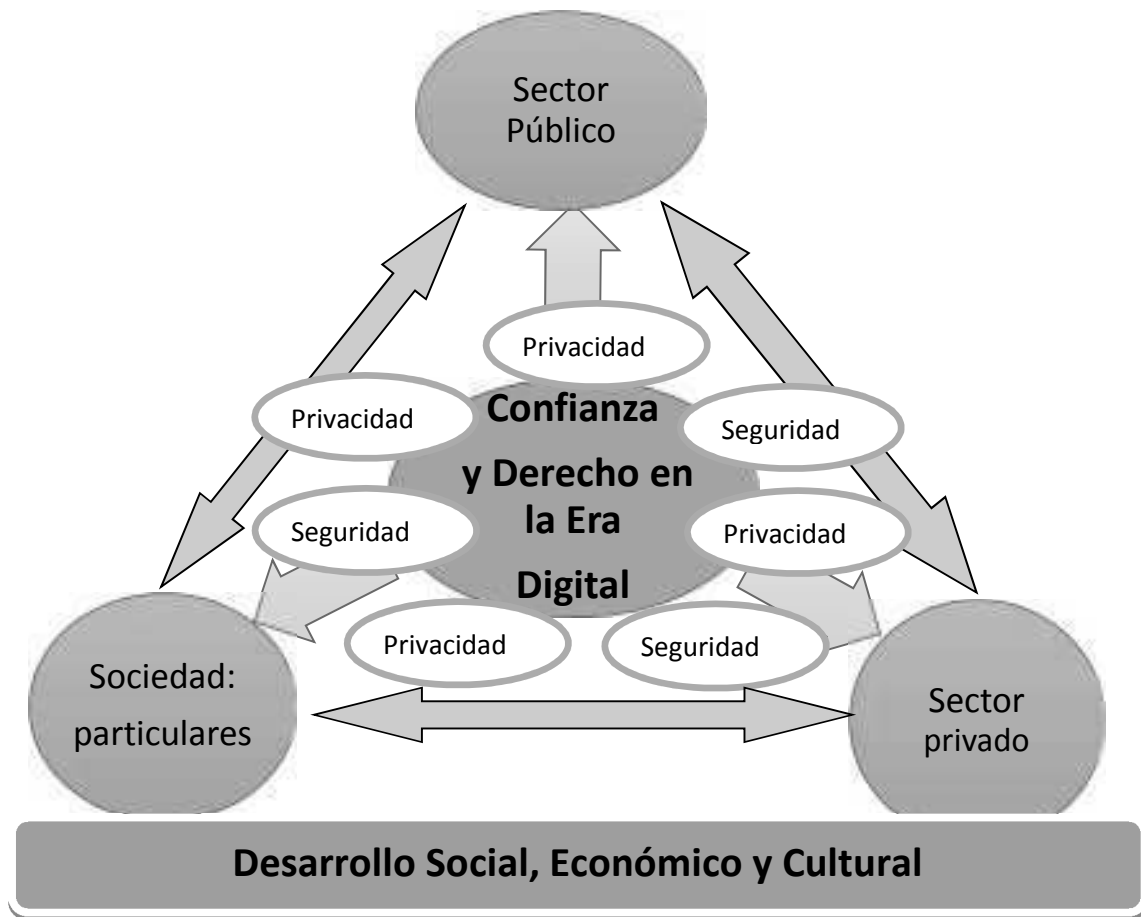 Sector
Público
Privacidad
Privacidad
Confianza
Seguridad
y Derecho en
la Era
Seguridad
Privacidad
Digital
Privacidad
Seguridad
Sociedad:
particulares
Sector
privado
Desarrollo Social, Económico y Cultural